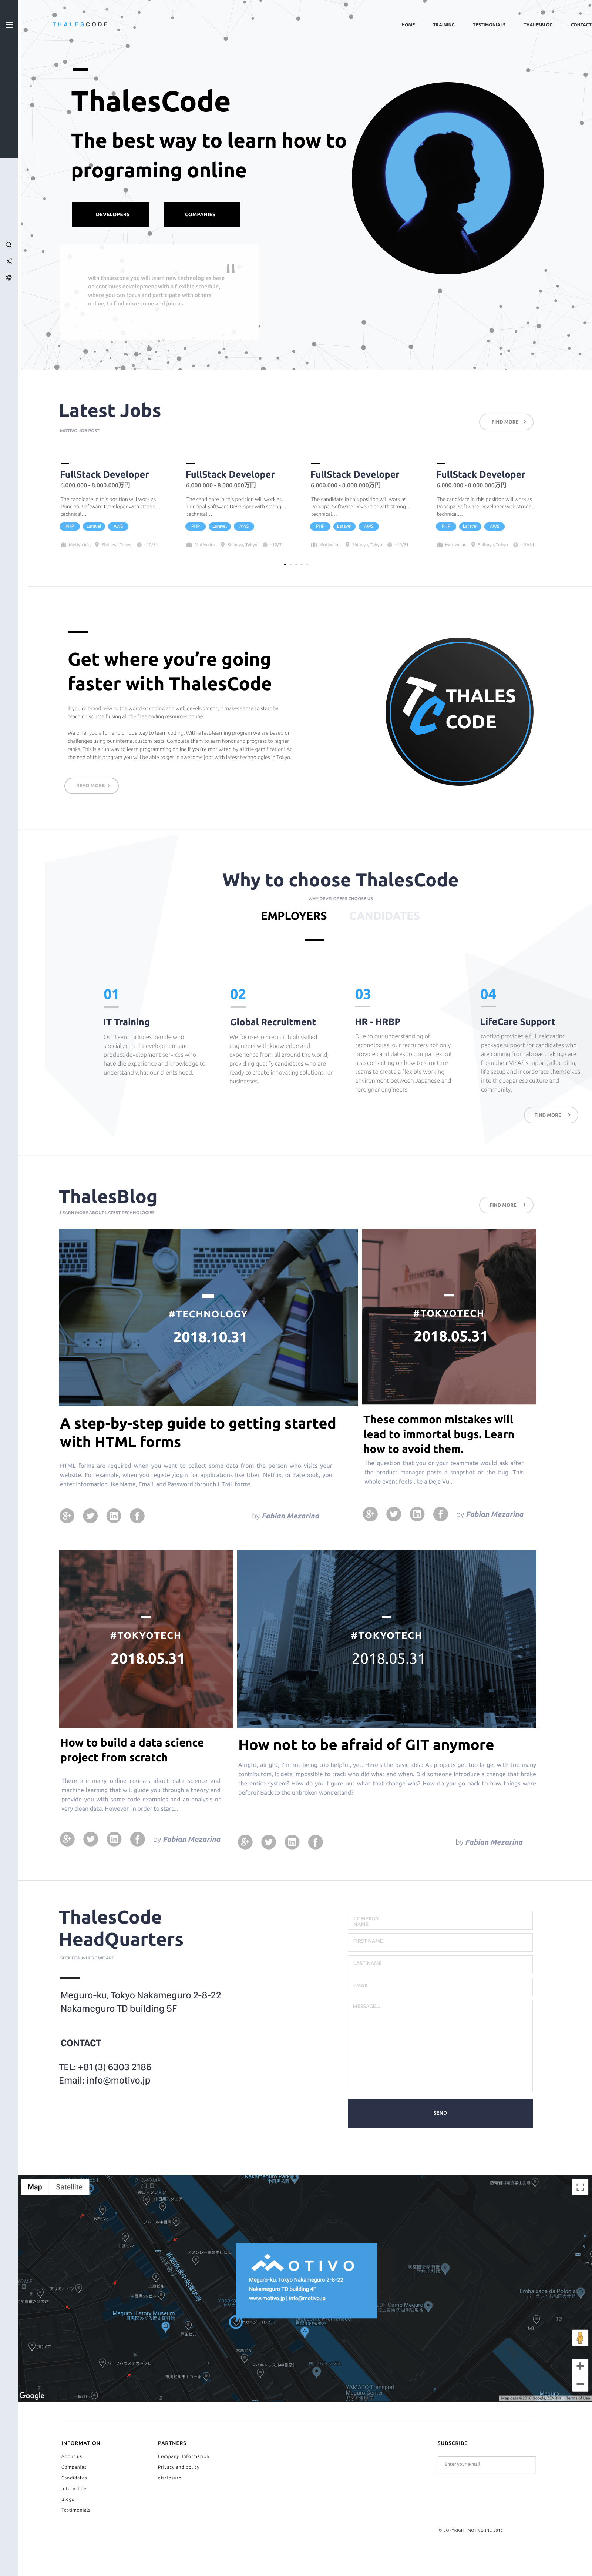 THALESCODE
HOME TRAINING TESTIMONIALS THALESBLOG CONTACT
ThalesCode
The best way to learn how to
programing online
DEVELOPERS COMPANIES
with thalescode you will learn new technologies base
on continues development with a flexible schedule,
where you can focus and participate with others
online, to find more come and join us.
Latest Jobs
MOTIVO JOB POST
FIND MORE
FullStack Developer
6.000.000 - 8.000.000万円
The candidate in this position will work as
Principal Software Developer with strong...
technical...
PHP Laravel AWS
Motivo Inc. Shibuya, Tokyo ~10/31
FullStack Developer
6.000.000 - 8.000.000万円
The candidate in this position will work as
Principal Software Developer with strong...
technical...
PHP Laravel AWS
Motivo Inc. Shibuya, Tokyo ~10/31
FullStack Developer
6.000.000 - 8.000.000万円
The candidate in this position will work as
Principal Software Developer with strong...
technical...
PHP Laravel AWS
Motivo Inc. Shibuya, Tokyo ~10/31
FullStack Developer
6.000.000 - 8.000.000万円
The candidate in this position will work as
Principal Software Developer with strong...
technical...
PHP Laravel AWS
Motivo Inc. Shibuya, Tokyo ~10/31
Get where you’re going
faster with ThalesCode
If you’re brand new to the world of coding and web development, it makes sense to start by
teaching yourself using all the free coding resources online.
We offer you a fun and unique way to learn coding. With a fast learning program we are based on
challenges using our internal custom tests. Complete them to earn honor and progress to higher
ranks. This is a fun way to learn programming online if you’re motivated by a little gamification! At
the end of this program you will be able to get in awesome jobs with latest technologies in Tokyo.
READ MORE
TC THALES
CODE
Why to choose ThalesCode
WHY DEVELOPERS CHOOSE US
EMPLOYERS CANDIDATES
01
IT Training
Our team includes people who
specialize in IT development and
product development services who
have the experience and knowledge to
understand what our clients need.
02
Global Recruitment
We focuses on recruit high skilled
engineers with knowledge and
experience from all around the world,
providing qualify candidates who are
ready to create innovating solutions for
businesses.
03
HR - HRBP
Due to our understanding of
technologies, our recruiters not only
provide candidates to companies but
also consulting on how to structure
teams to create a flexible working
environment between Japanese and
foreigner engineers.
04
LifeCare Support
Motivo provides a full relocating
package support for candidates who
are coming from abroad, taking care
from their VISAS support, allocation,
life setup and incorporate themselves
into the Japanese culture and
community.
FIND MORE
ThalesBlog
LEARN MORE ABOUT LATEST TECHNOLOGIES
FIND MORE
#TECHNOLOGY
2018.10.31
A step-by-step guide to getting started
with HTML forms
HTML forms are required when you want to collect some data from the person who visits your
website. For example, when you register/login for applications like Uber, Netflix, or Facebook, you
enter information like Name, Email, and Password through HTML forms.
by Fabian Mezarina
#TOKYOTECH
2018.05.31
These common mistakes will
lead to immortal bugs. Learn
how to avoid them.
The question that you or your teammate would ask after
the product manager posts a snapshot of the bug. This
whole event feels like a Deja Vu...
by Fabian Mezarina
#TOKYOTECH
2018.05.31
How to build a data science
project from scratch
There are many online courses about data science and
machine learning that will guide you through a theory and
provide you with some code examples and an analysis of
very clean data. However, in order to start...
by Fabian Mezarina
#TOKYOTECH
2018.05.31
How not to be afraid of GIT anymore
Alright, alright, I’m not being too helpful, yet. Here’s the basic idea: As projects get too large, with too many
contributors, it gets impossible to track who did what and when. Did someone introduce a change that broke
the entire system? How do you figure out what that change was? How do you go back to how things were
before? Back to the unbroken wonderland?
by Fabian Mezarina
ThalesCode
HeadQuarters
SEEK FOR WHERE WE ARE
Meguro-ku, Tokyo Nakameguro 2-8-22
Nakameguro TD building 5F
CONTACT
TEL: +81 (3) 6303 2186
Email: info@motivo.jp
COMPANY
NAME
FIRST NAME
LAST NAME
EMAIL
MESSAGE...
SEND
Map Satellite
MOTIVO
Meguro-ku, Tokyo Nakameguro 2-8-22
Nakameguro TD building 4F
www.motivo.jp | info@motivo.jp
Meguro History Museum
Embaixada da Polônia
YAMATO Transport
Meguro Center
Google
Terms of Use
INFORMATION
About us
Companies
Candidates
Internships
Blogs
Testimonials
PARTNERS
Company information
Privacy and policy
disclosure
SUBSCRIBE
Enter your e-mail
© COPYRIGHT MOTIVO INC 2016